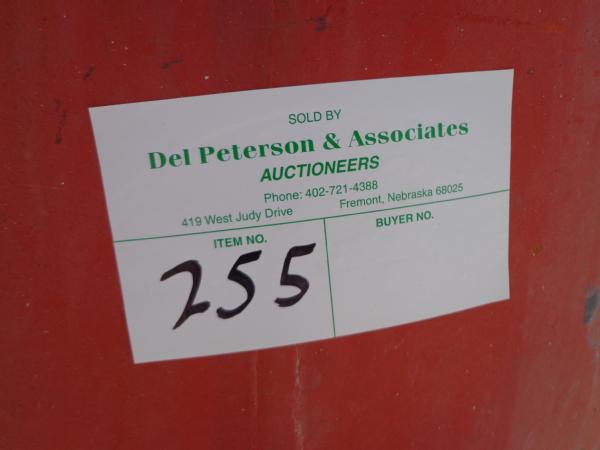 SOLD BY
Del Peterson & Associates
AUCTIONEERS
Phone: 402-721-4388
419 West Judy Drive Fremont, Nebraska 68025
ITEM NO. BUYER NO.
255